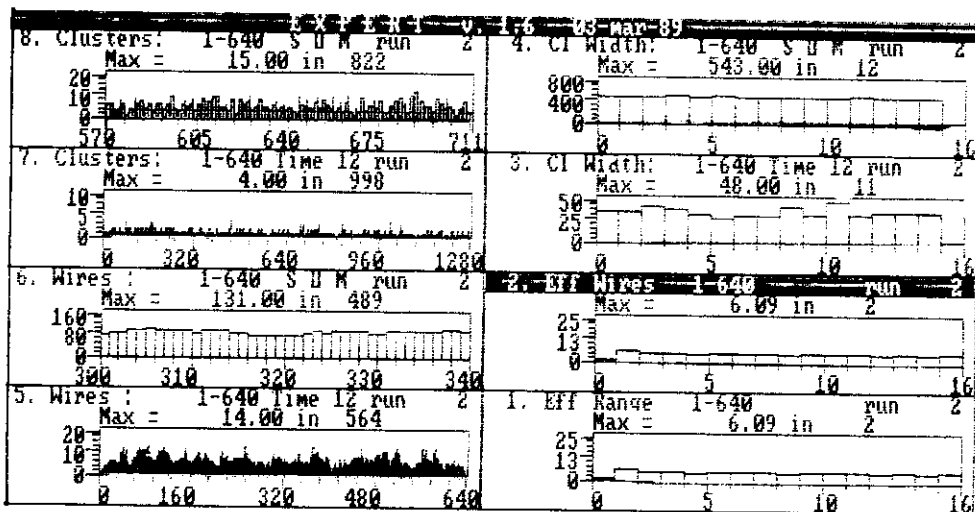 E X P E R T v. 1.6 03-mar-89
8. Clusters: 1-640 S U M run 2
Max = 15.00 in 822
20
10
0
570 605 640 675 711
7. Clusters: 1-640 Time 12 run 2
Max = 4.00 in 998
10
5
0
0 320 640 960 1280
6. Wires : 1-640 S U M run 2
Max = 131.00 in 489
160
80
0
300 310 320 330 340
5. Wires : 1-640 Time 12 run 2
Max = 14.00 in 564
20
10
0
0 160 320 480 640
4. Cl Width: 1-640 S U M run 2
Max = 543.00 in 12
800
400
0
0 5 10 16
3. Cl Width: 1-640 Time 12 run 2
Max = 48.00 in 11
50
25
0
0 5 10 16
2. Eff Wires 1-640 run 2
Max = 6.09 in 2
25
13
0
0 5 10 16
1. Eff Range 1-640 run 2
Max = 6.09 in 2
25
13
0
0 5 10 16